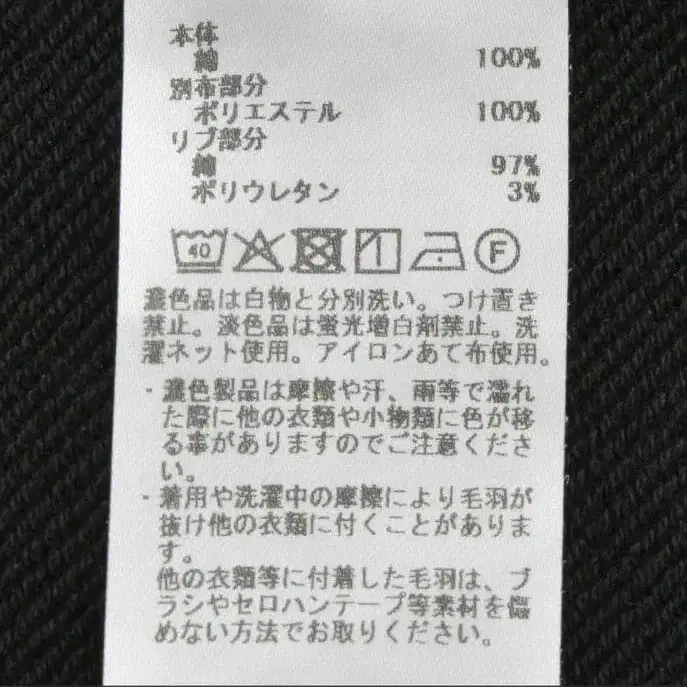 本体
綿 100%
別布部分
ポリエステル 100%
リブ部分
綿 97%
ポリウレタン 3%
40 F
濃色品は白物と分別洗い。つけ置き
禁止。淡色品は蛍光増白剤禁止。洗
濯ネット使用。アイロンあて布使用。
・濃色製品は摩擦や汗、雨等で濡れ
た際に他の衣類や小物類に色が移
る事がありますのでご注意くださ
い。
・着用や洗濯中の摩擦により毛羽が
抜け他の衣類に付くことがありま
す。
他の衣類等に付着した毛羽は、ブ
ラシやセロハンテープ等素材を傷
めない方法でお取りください。